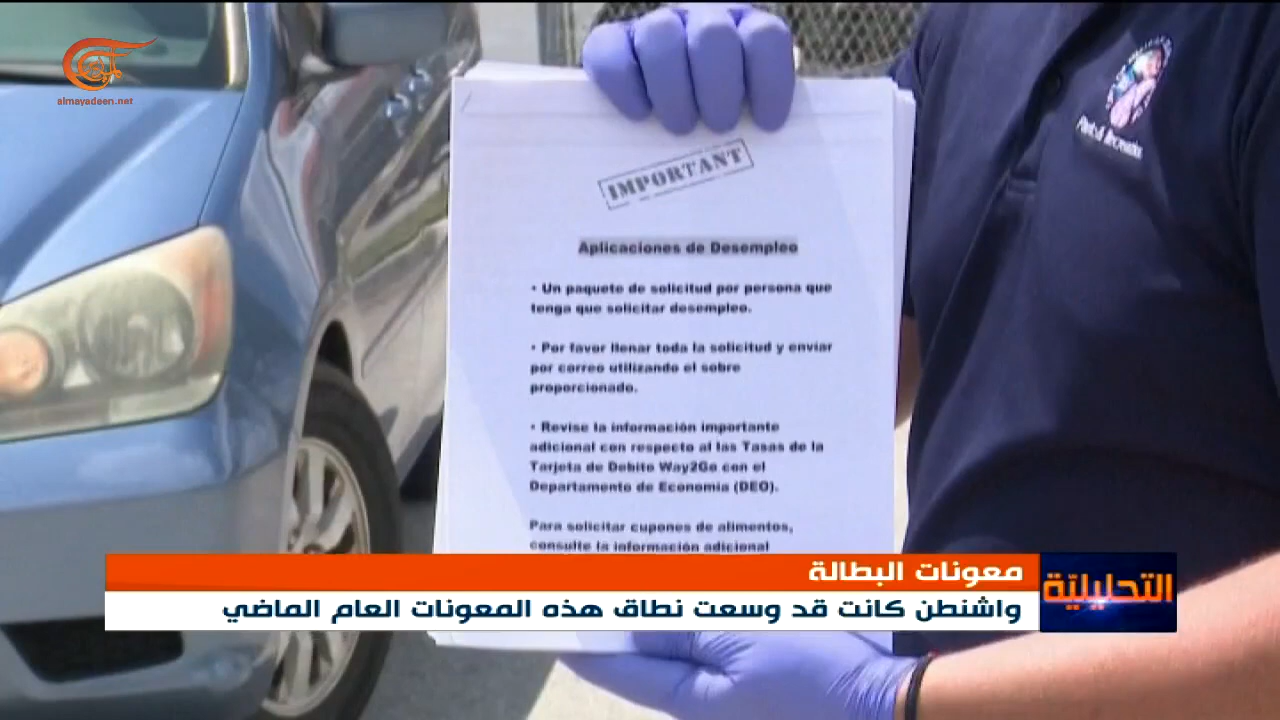 almayadeen.net
IMPORTANT
Aplicaciones de Desempleo
• Un paquete de solicitud por persona que
tenga que solicitar desempleo.
• Por favor llenar toda la solicitud y enviar
por correo utilizando el sobre
proporcionado.
• Revise la información importante
adicional con respecto al las Tasas de la
Tarjeta de Debito Way2Go con el
Departamento de Economia (DEO).
Para solicitar cupones de alimentos,
consulte la información adicional
معونات البطالة
التحليليّة
واشنطن كانت قد وسعت نطاق هذه المعونات العام الماضي